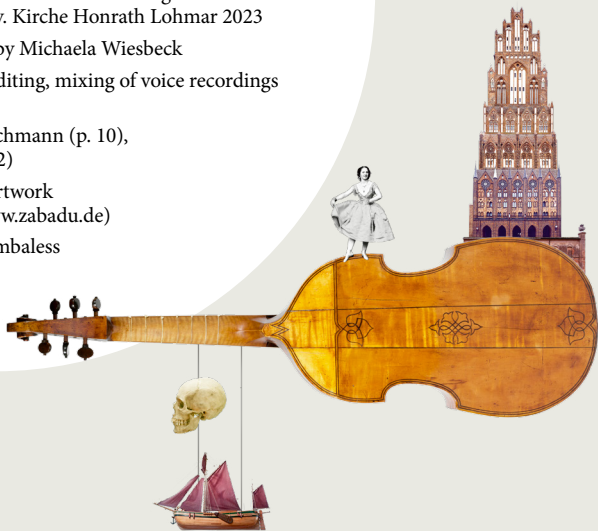 v. Kirche Honrath Lohmar 2023
by Michaela Wiesbeck
diting, mixing of voice recordings
chmann (p. 10),
2)
rtwork
w.zabadu.de)
mbaless